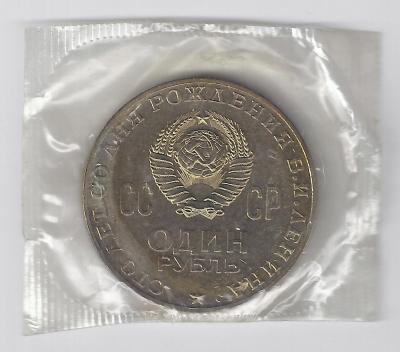 СТО ЛЕТ СО ДНЯ РОЖДЕНИЯ В.И.ЛЕНИНА
СС СР
ОДИН
РУБЛЬ